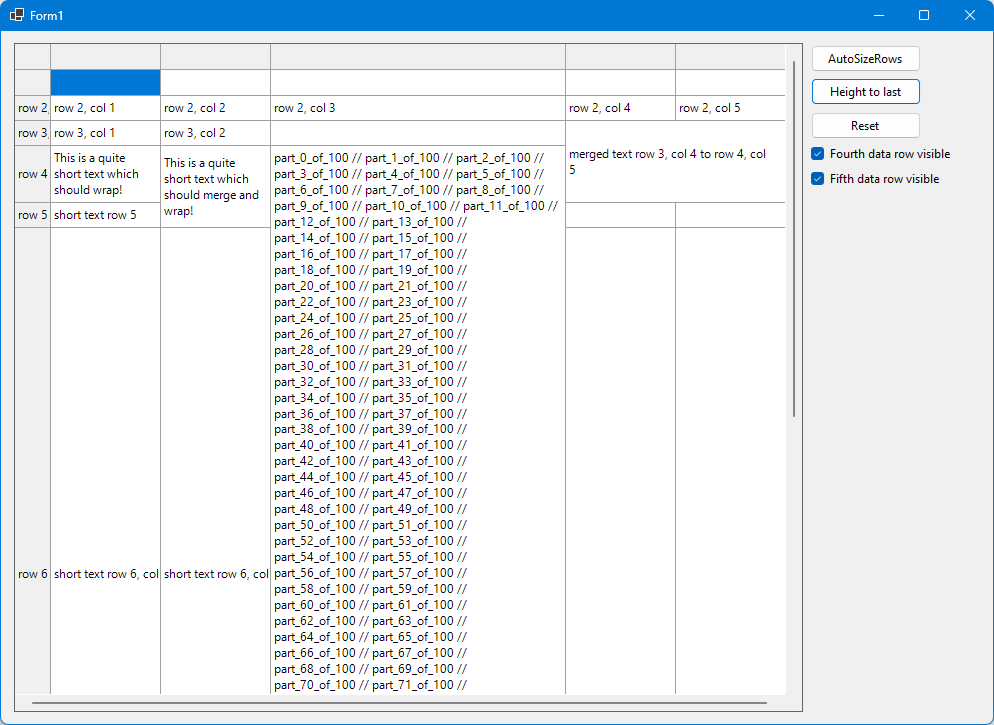 Form1
AutoSizeRows
Height to last
Reset
Fourth data row visible
Fifth data row visible
row 2, row 2, col 1 row 2, col 2 row 2, col 3 row 2, col 4 row 2, col 5
row 3, row 3, col 1 row 3, col 2
merged text row 3, col 4 to row 4, col
5
row 4
This is a quite
short text which
should wrap!
This is a quite
short text which
should merge and
wrap!
row 5 short text row 5
part_0_of_100 // part_1_of_100 // part_2_of_100 //
part_3_of_100 // part_4_of_100 // part_5_of_100 //
part_6_of_100 // part_7_of_100 // part_8_of_100 //
part_9_of_100 // part_10_of_100 // part_11_of_100 //
part_12_of_100 // part_13_of_100 //
part_14_of_100 // part_15_of_100 //
part_16_of_100 // part_17_of_100 //
part_18_of_100 // part_19_of_100 //
part_20_of_100 // part_21_of_100 //
part_22_of_100 // part_23_of_100 //
part_24_of_100 // part_25_of_100 //
part_26_of_100 // part_27_of_100 //
part_28_of_100 // part_29_of_100 //
part_30_of_100 // part_31_of_100 //
part_32_of_100 // part_33_of_100 //
part_34_of_100 // part_35_of_100 //
part_36_of_100 // part_37_of_100 //
part_38_of_100 // part_39_of_100 //
part_40_of_100 // part_41_of_100 //
part_42_of_100 // part_43_of_100 //
part_44_of_100 // part_45_of_100 //
part_46_of_100 // part_47_of_100 //
part_48_of_100 // part_49_of_100 //
part_50_of_100 // part_51_of_100 //
part_52_of_100 // part_53_of_100 //
part_54_of_100 // part_55_of_100 //
part_56_of_100 // part_57_of_100 //
part_58_of_100 // part_59_of_100 //
part_60_of_100 // part_61_of_100 //
part_62_of_100 // part_63_of_100 //
part_64_of_100 // part_65_of_100 //
part_66_of_100 // part_67_of_100 //
part_68_of_100 // part_69_of_100 //
part_70_of_100 // part_71_of_100 //
row 6 short text row 6, col short text row 6, col